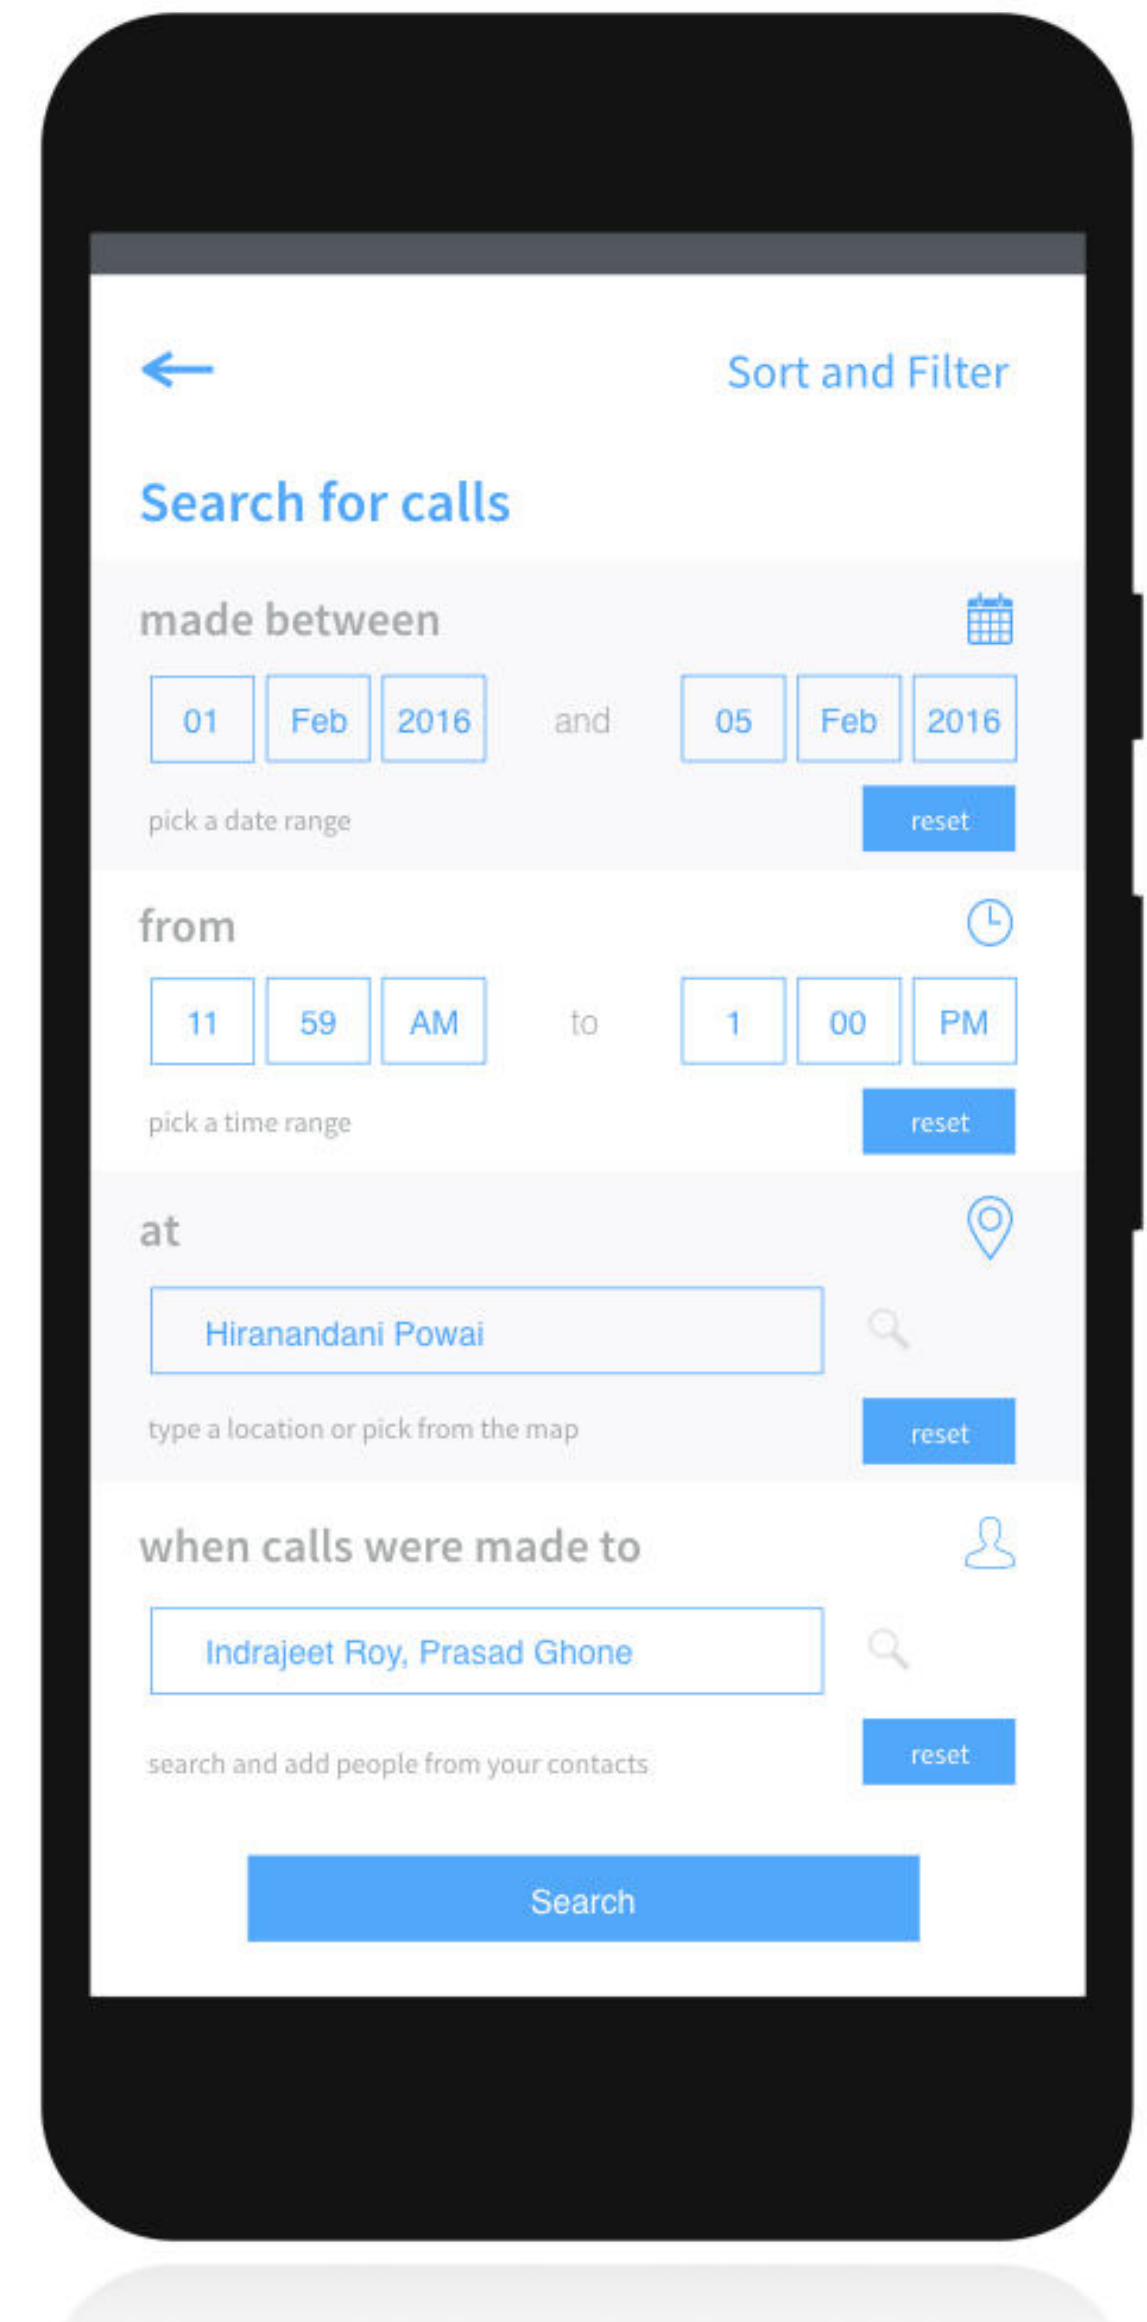 Sort and Filter
Search for calls
made between
01 Feb 2016 and 05 Feb 2016
pick a date range reset
from
11 59 AM to 1 00 PM
pick a time range reset
at
Hiranandani Powai
type a location or pick from the map reset
when calls were made to
Indrajeet Roy, Prasad Ghone
search and add people from your contacts reset
Search